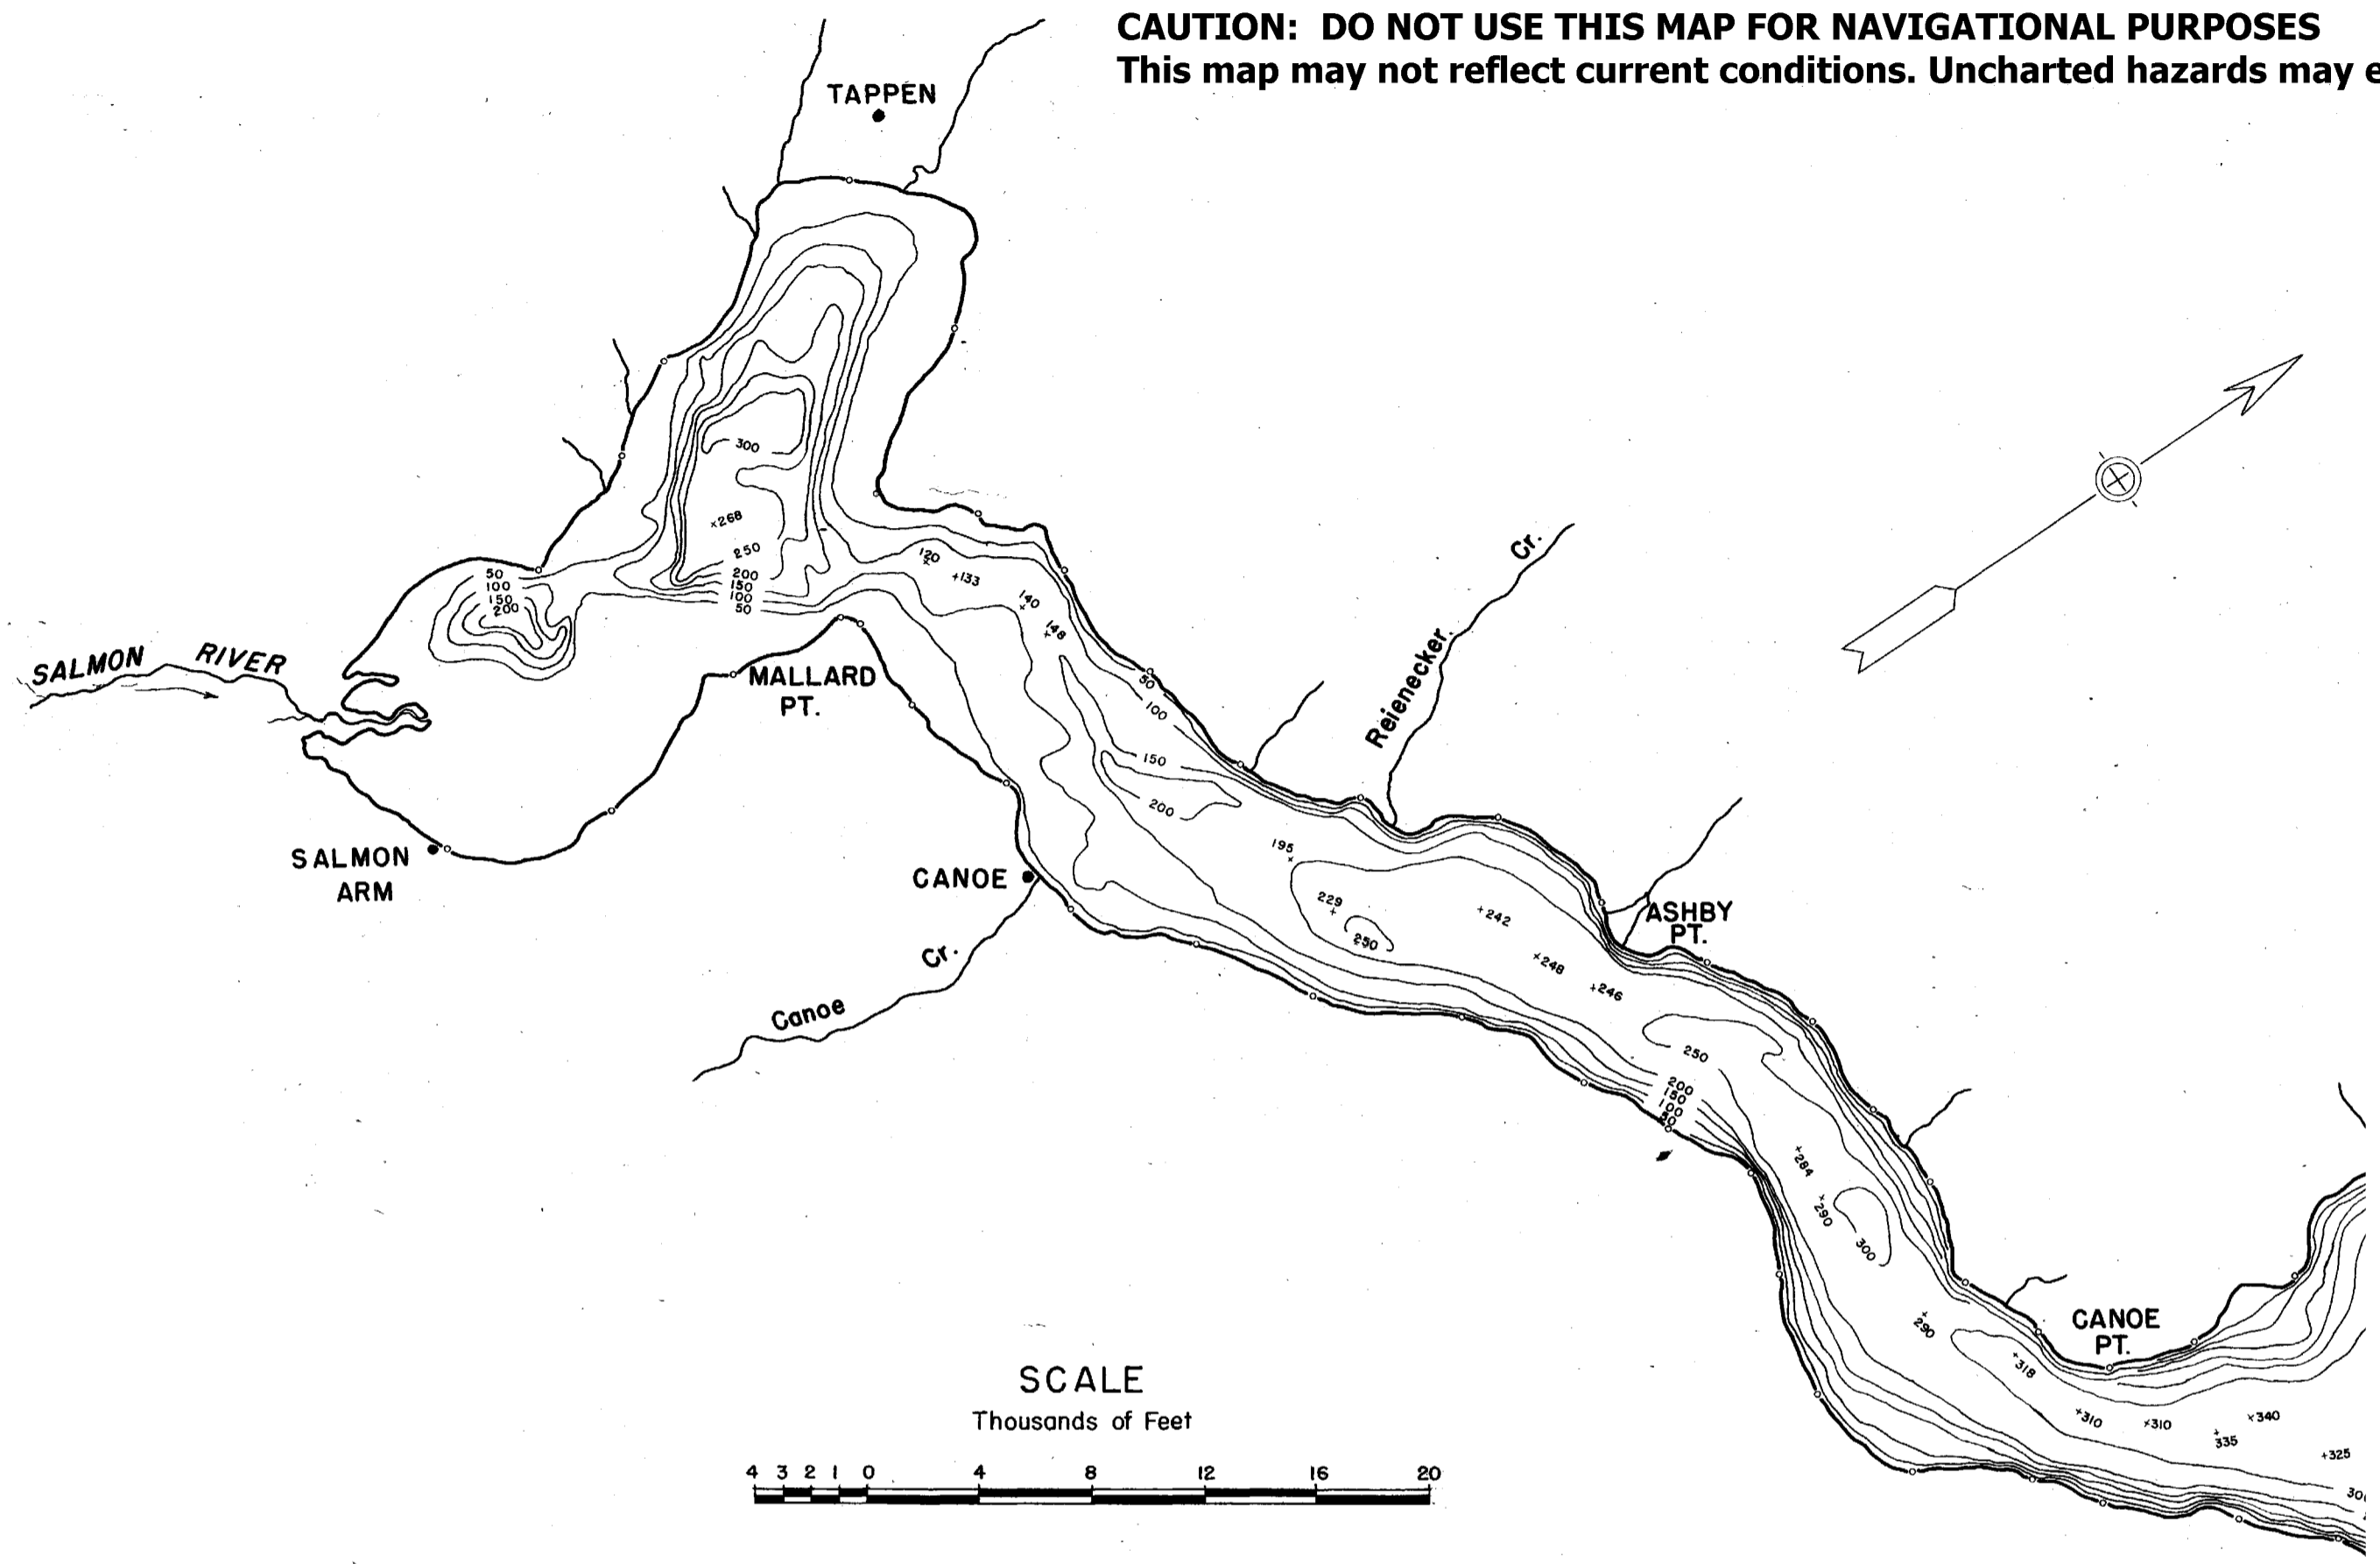 CAUTION: DO NOT USE THIS MAP FOR NAVIGATIONAL PURPOSES
This map may not reflect current conditions. Uncharted hazards may
TAPPEN
300
×268
250
200
150
100
50
50
100
150
200
120
+133
140
148
SALMON RIVER
MALLARD
PT.
50
100
150
200
Reienecker Cr.
SALMON
ARM
CANOE
Canoe Cr.
195
229
250
+242
+248
+246
ASHBY
PT.
250
200
150
100
50
+284
290
300
290
CANOE
PT.
+318
+310
×310
×340
335
+325
SCALE
Thousands of Feet
4 3 2 1 0 4 8 12 16 20